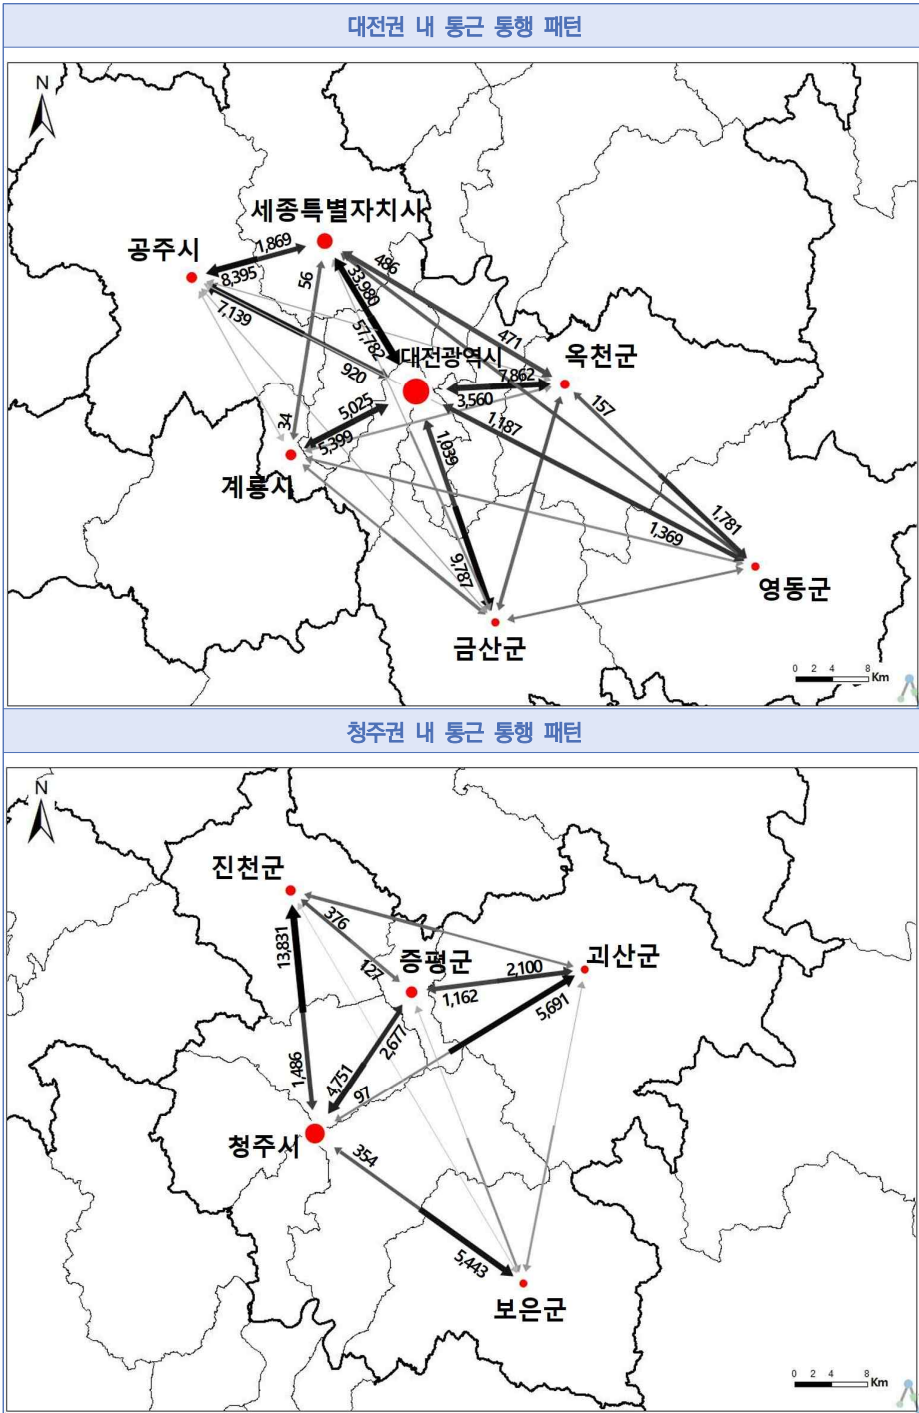 대전권 내 통근 통행 패턴
N
세종특별자치시
공주시
1,869
8,395
56
486
33,980
7,139
57,782
471
920
대전광역시
옥천군
7,862
3,560
5,025
157
34
5,399
1,187
1,039
계룡시
1,781
1,369
9,787
영동군
금산군
0 2 4 8
Km
청주권 내 통근 통행 패턴
N
진천군
376
13,831
127
증평군
괴산군
2,100
1,162
5,691
2,677
1,486
4,751
97
청주시
354
5,443
보은군
0 2 4 8
Km